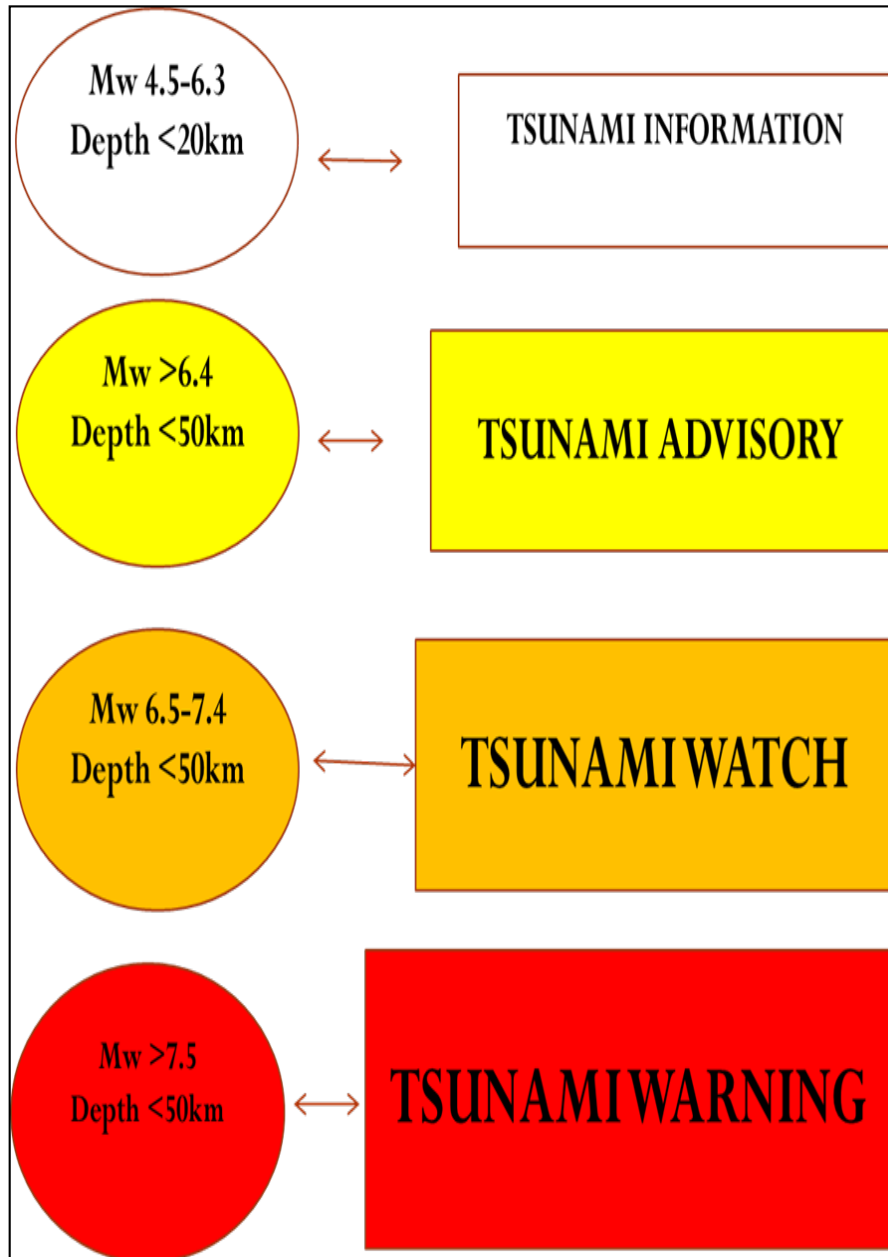 Mw 4.5-6.3
Depth <20km
TSUNAMI INFORMATION
Mw >6.4
Depth <50km
TSUNAMI ADVISORY
Mw 6.5-7.4
Depth <50km
TSUNAMI WATCH
Mw >7.5
Depth <50km
TSUNAMI WARNING